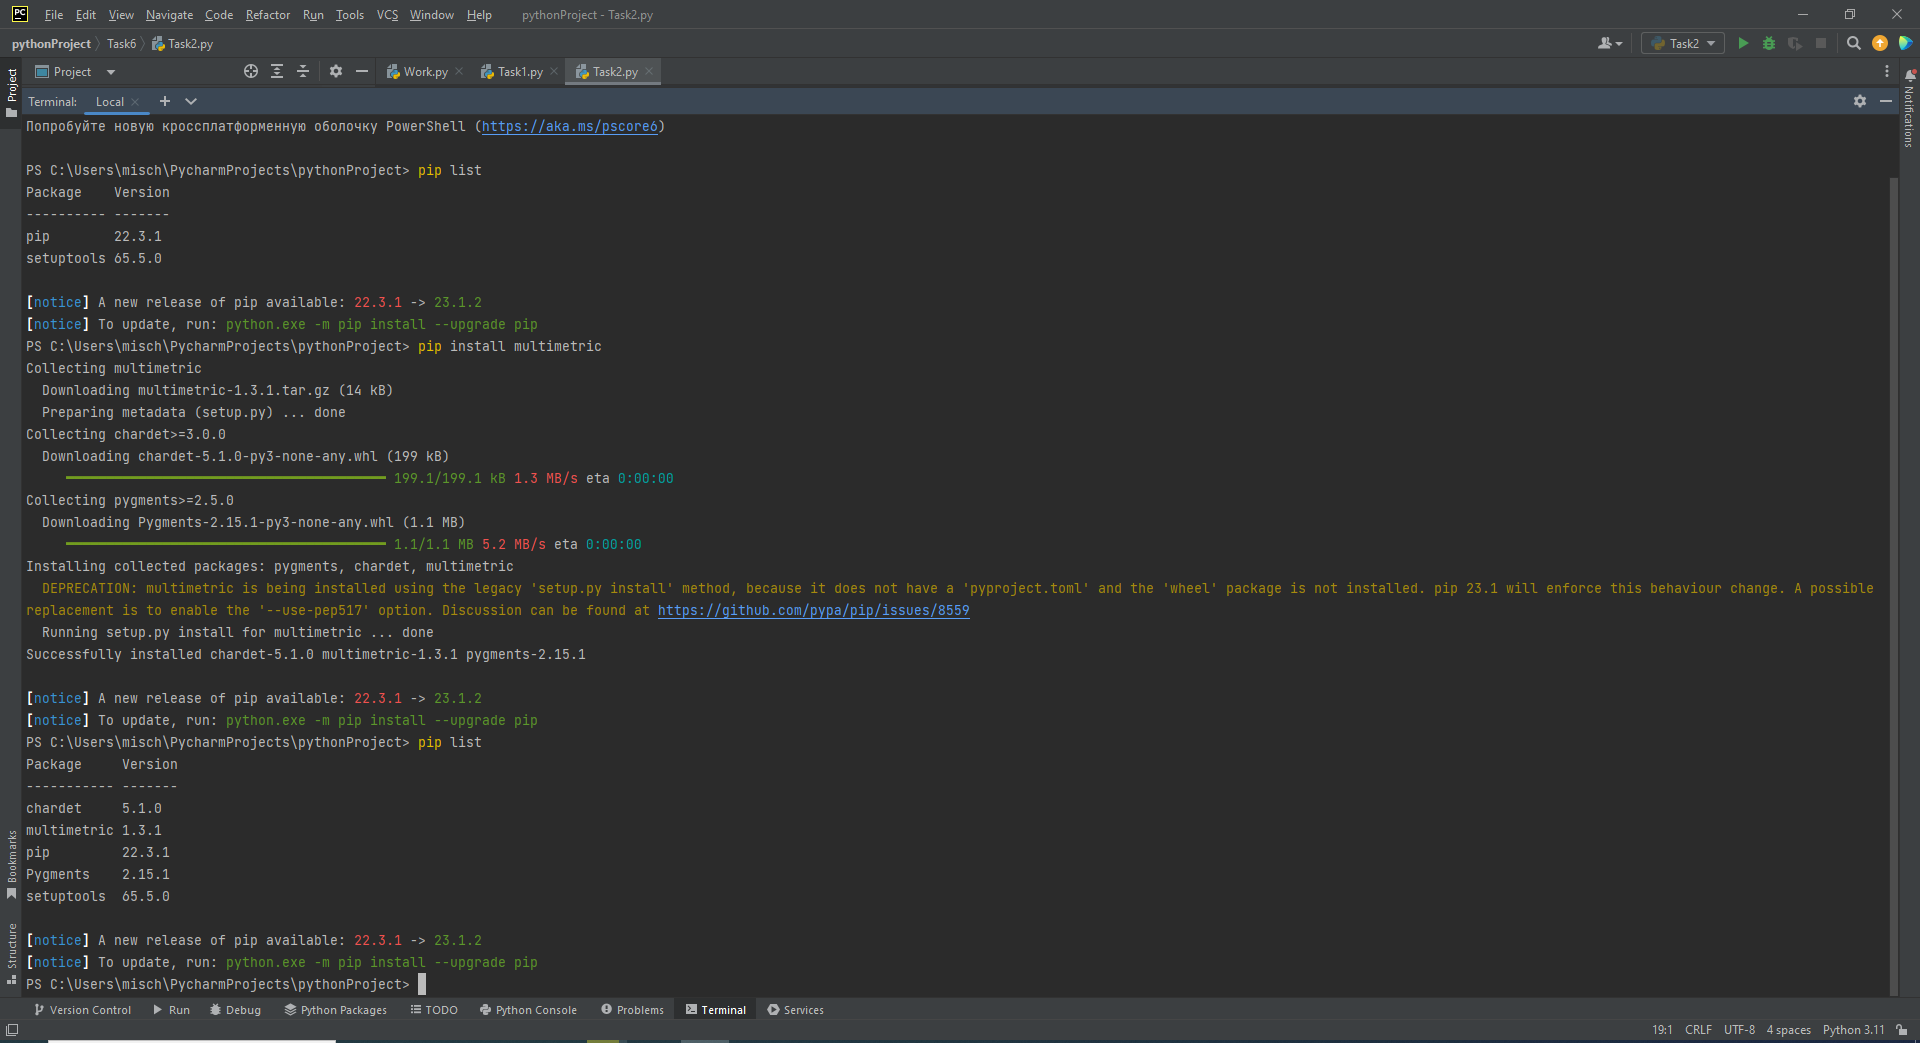 PC File Edit View Navigate Code Refactor Run Tools VCS Window Help pythonProject - Task2.py
pythonProject Task6 Task2.py Task2
Project Work.py Task1.py Task2.py
Project
Notifications
Terminal: Local
Попробуйте новую кроссплатформенную оболочку PowerShell (https://aka.ms/pscore6)
PS C:\Users\misch\PycharmProjects\pythonProject> pip list
Package    Version
---------- -------
pip        22.3.1
setuptools 65.5.0
[notice] A new release of pip available: 22.3.1 -> 23.1.2
[notice] To update, run: python.exe -m pip install --upgrade pip
PS C:\Users\misch\PycharmProjects\pythonProject> pip install multimetric
Collecting multimetric
  Downloading multimetric-1.3.1.tar.gz (14 kB)
  Preparing metadata (setup.py) ... done
Collecting chardet>=3.0.0
  Downloading chardet-5.1.0-py3-none-any.whl (199 kB)
199.1/199.1 kB 1.3 MB/s eta 0:00:00
Collecting pygments>=2.5.0
  Downloading Pygments-2.15.1-py3-none-any.whl (1.1 MB)
1.1/1.1 MB 5.2 MB/s eta 0:00:00
Installing collected packages: pygments, chardet, multimetric
  DEPRECATION: multimetric is being installed using the legacy 'setup.py install' method, because it does not have a 'pyproject.toml' and the 'wheel' package is not installed. pip 23.1 will enforce this behaviour change. A possible
replacement is to enable the '--use-pep517' option. Discussion can be found at https://github.com/pypa/pip/issues/8559
  Running setup.py install for multimetric ... done
Successfully installed chardet-5.1.0 multimetric-1.3.1 pygments-2.15.1
[notice] A new release of pip available: 22.3.1 -> 23.1.2
[notice] To update, run: python.exe -m pip install --upgrade pip
PS C:\Users\misch\PycharmProjects\pythonProject> pip list
Package     Version
----------- -------
chardet     5.1.0
multimetric 1.3.1
pip         22.3.1
Pygments    2.15.1
setuptools  65.5.0
[notice] A new release of pip available: 22.3.1 -> 23.1.2
[notice] To update, run: python.exe -m pip install --upgrade pip
PS C:\Users\misch\PycharmProjects\pythonProject>
Bookmarks
Structure
Version Control Run Debug Python Packages TODO Python Console Problems Terminal Services
19:1 CRLF UTF-8 4 spaces Python 3.11